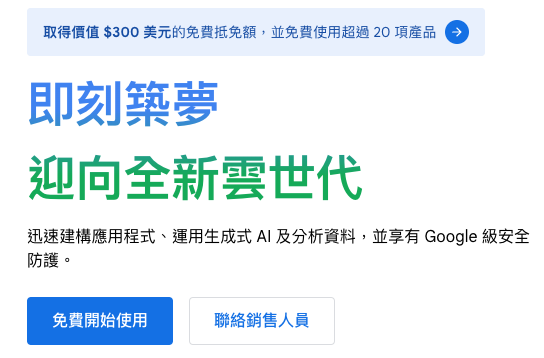 取得價值 $300 美元的免費抵免額，並免費使用超過 20 項產品
即刻築夢
迎向全新雲世代
迅速建構應用程式、運用生成式 AI 及分析資料，並享有 Google 級安全
防護。
免費開始使用
聯絡銷售人員